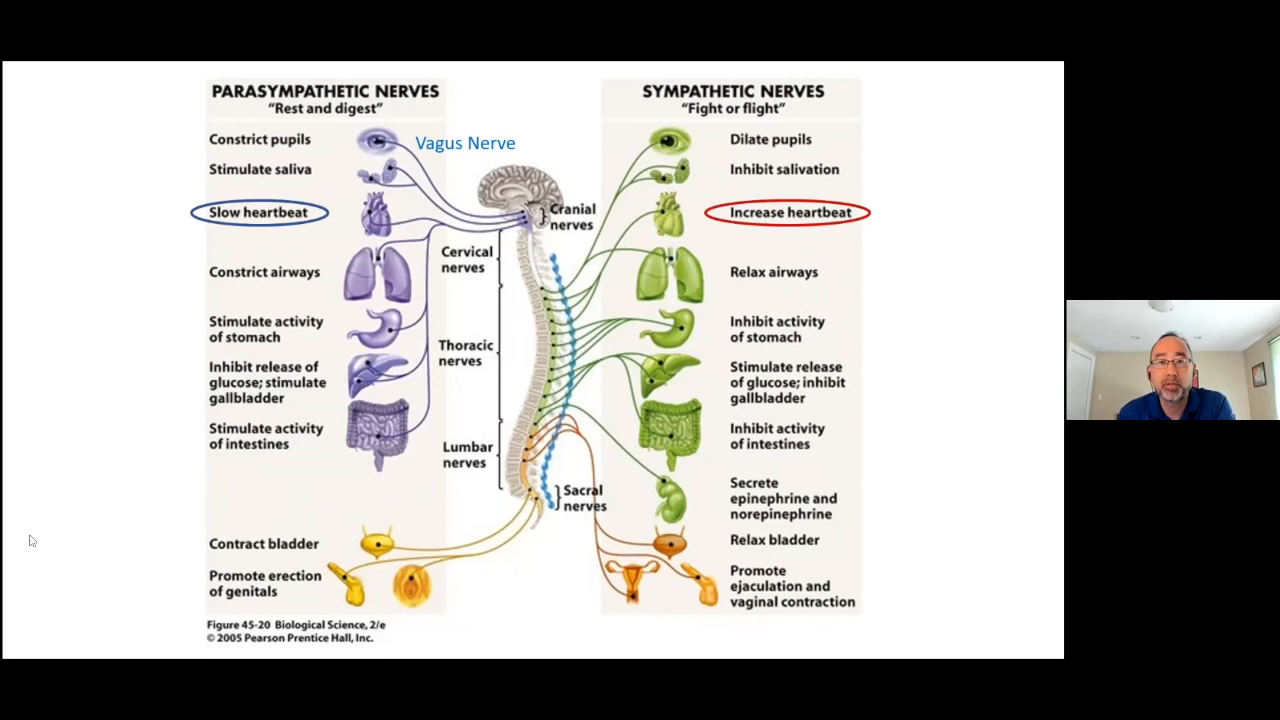 PARASYMPATHETIC NERVES
"Rest and digest"
Constrict pupils
Stimulate saliva
Slow heartbeat
Constrict airways
Stimulate activity
of stomach
Inhibit release of
glucose; stimulate
gallbladder
Stimulate activity
of intestines
Contract bladder
Promote erection
of genitals
Vagus Nerve
Cranial
nerves
Cervical
nerves
Thoracic
nerves
Lumbar
nerves
Sacral
nerves
SYMPATHETIC NERVES
"Fight or flight"
Dilate pupils
Inhibit salivation
Increase heartbeat
Relax airways
Inhibit activity
of stomach
Stimulate release
of glucose; inhibit
gallbladder
Inhibit activity
of intestines
Secrete
epinephrine and
norepinephrine
Relax bladder
Promote
ejaculation and
vaginal contraction
Figure 45-20 Biological Science, 2/e
© 2005 Pearson Prentice Hall, Inc.